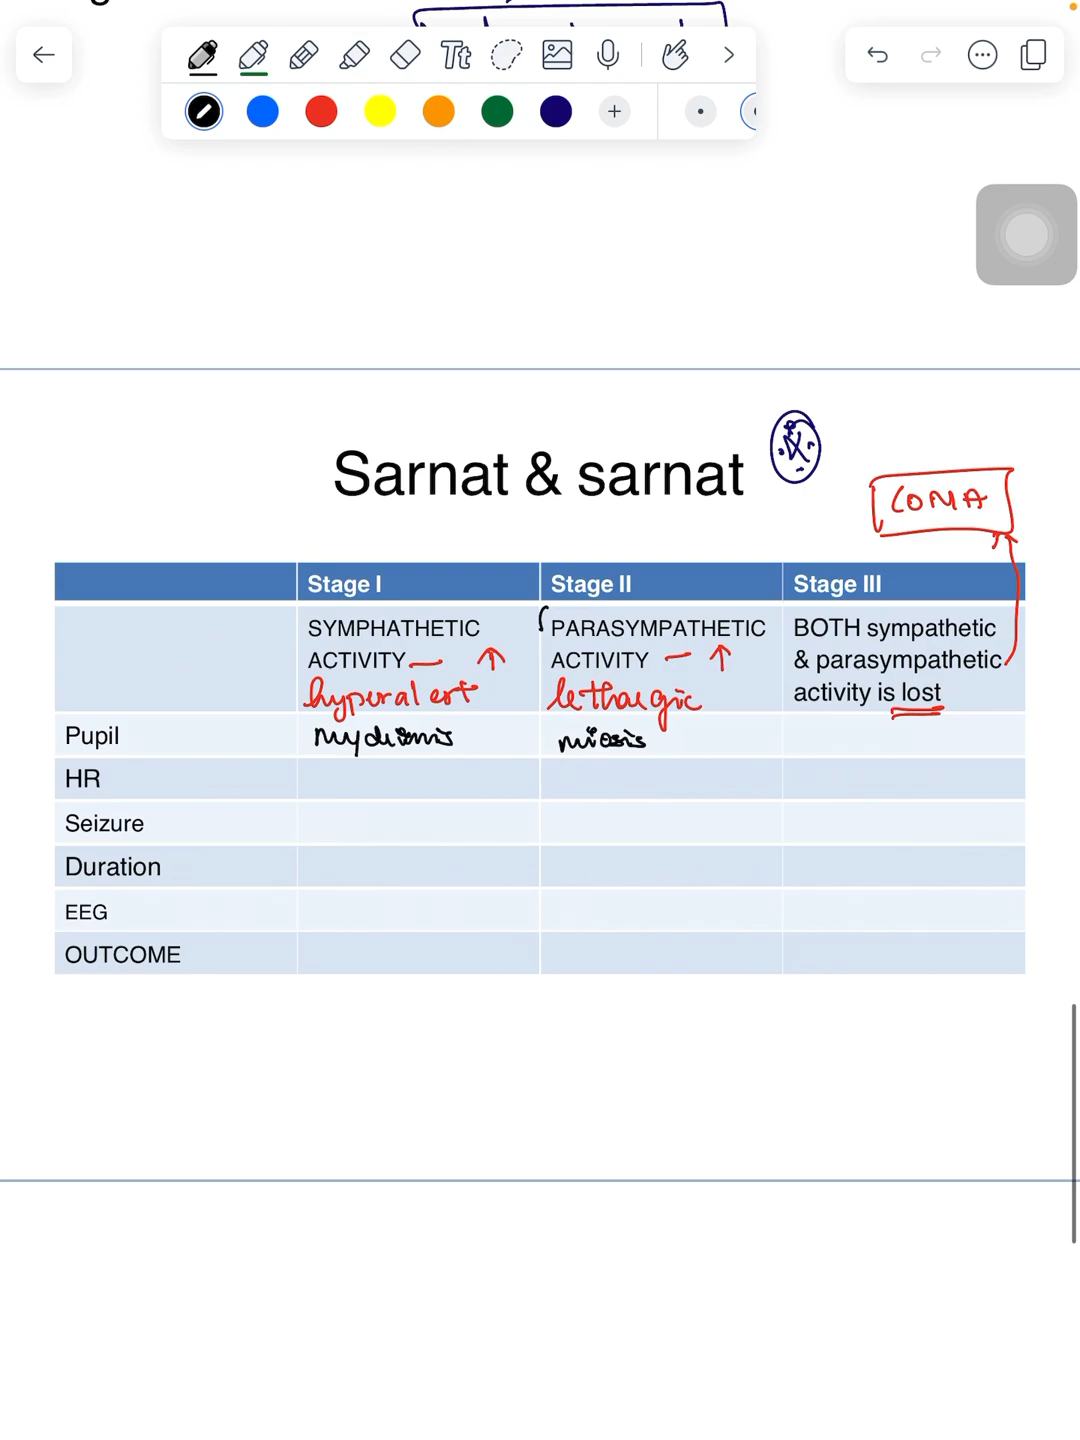 Tt
Sarnat & sarnat
COMA
Stage I
Stage II
Stage III
SYMPHATHETIC
ACTIVITY
hyperalert
PARASYMPATHETIC
ACTIVITY
lethargic
BOTH sympathetic
& parasympathetic
activity is lost
Pupil
mydriasis
miosis
HR
Seizure
Duration
EEG
OUTCOME